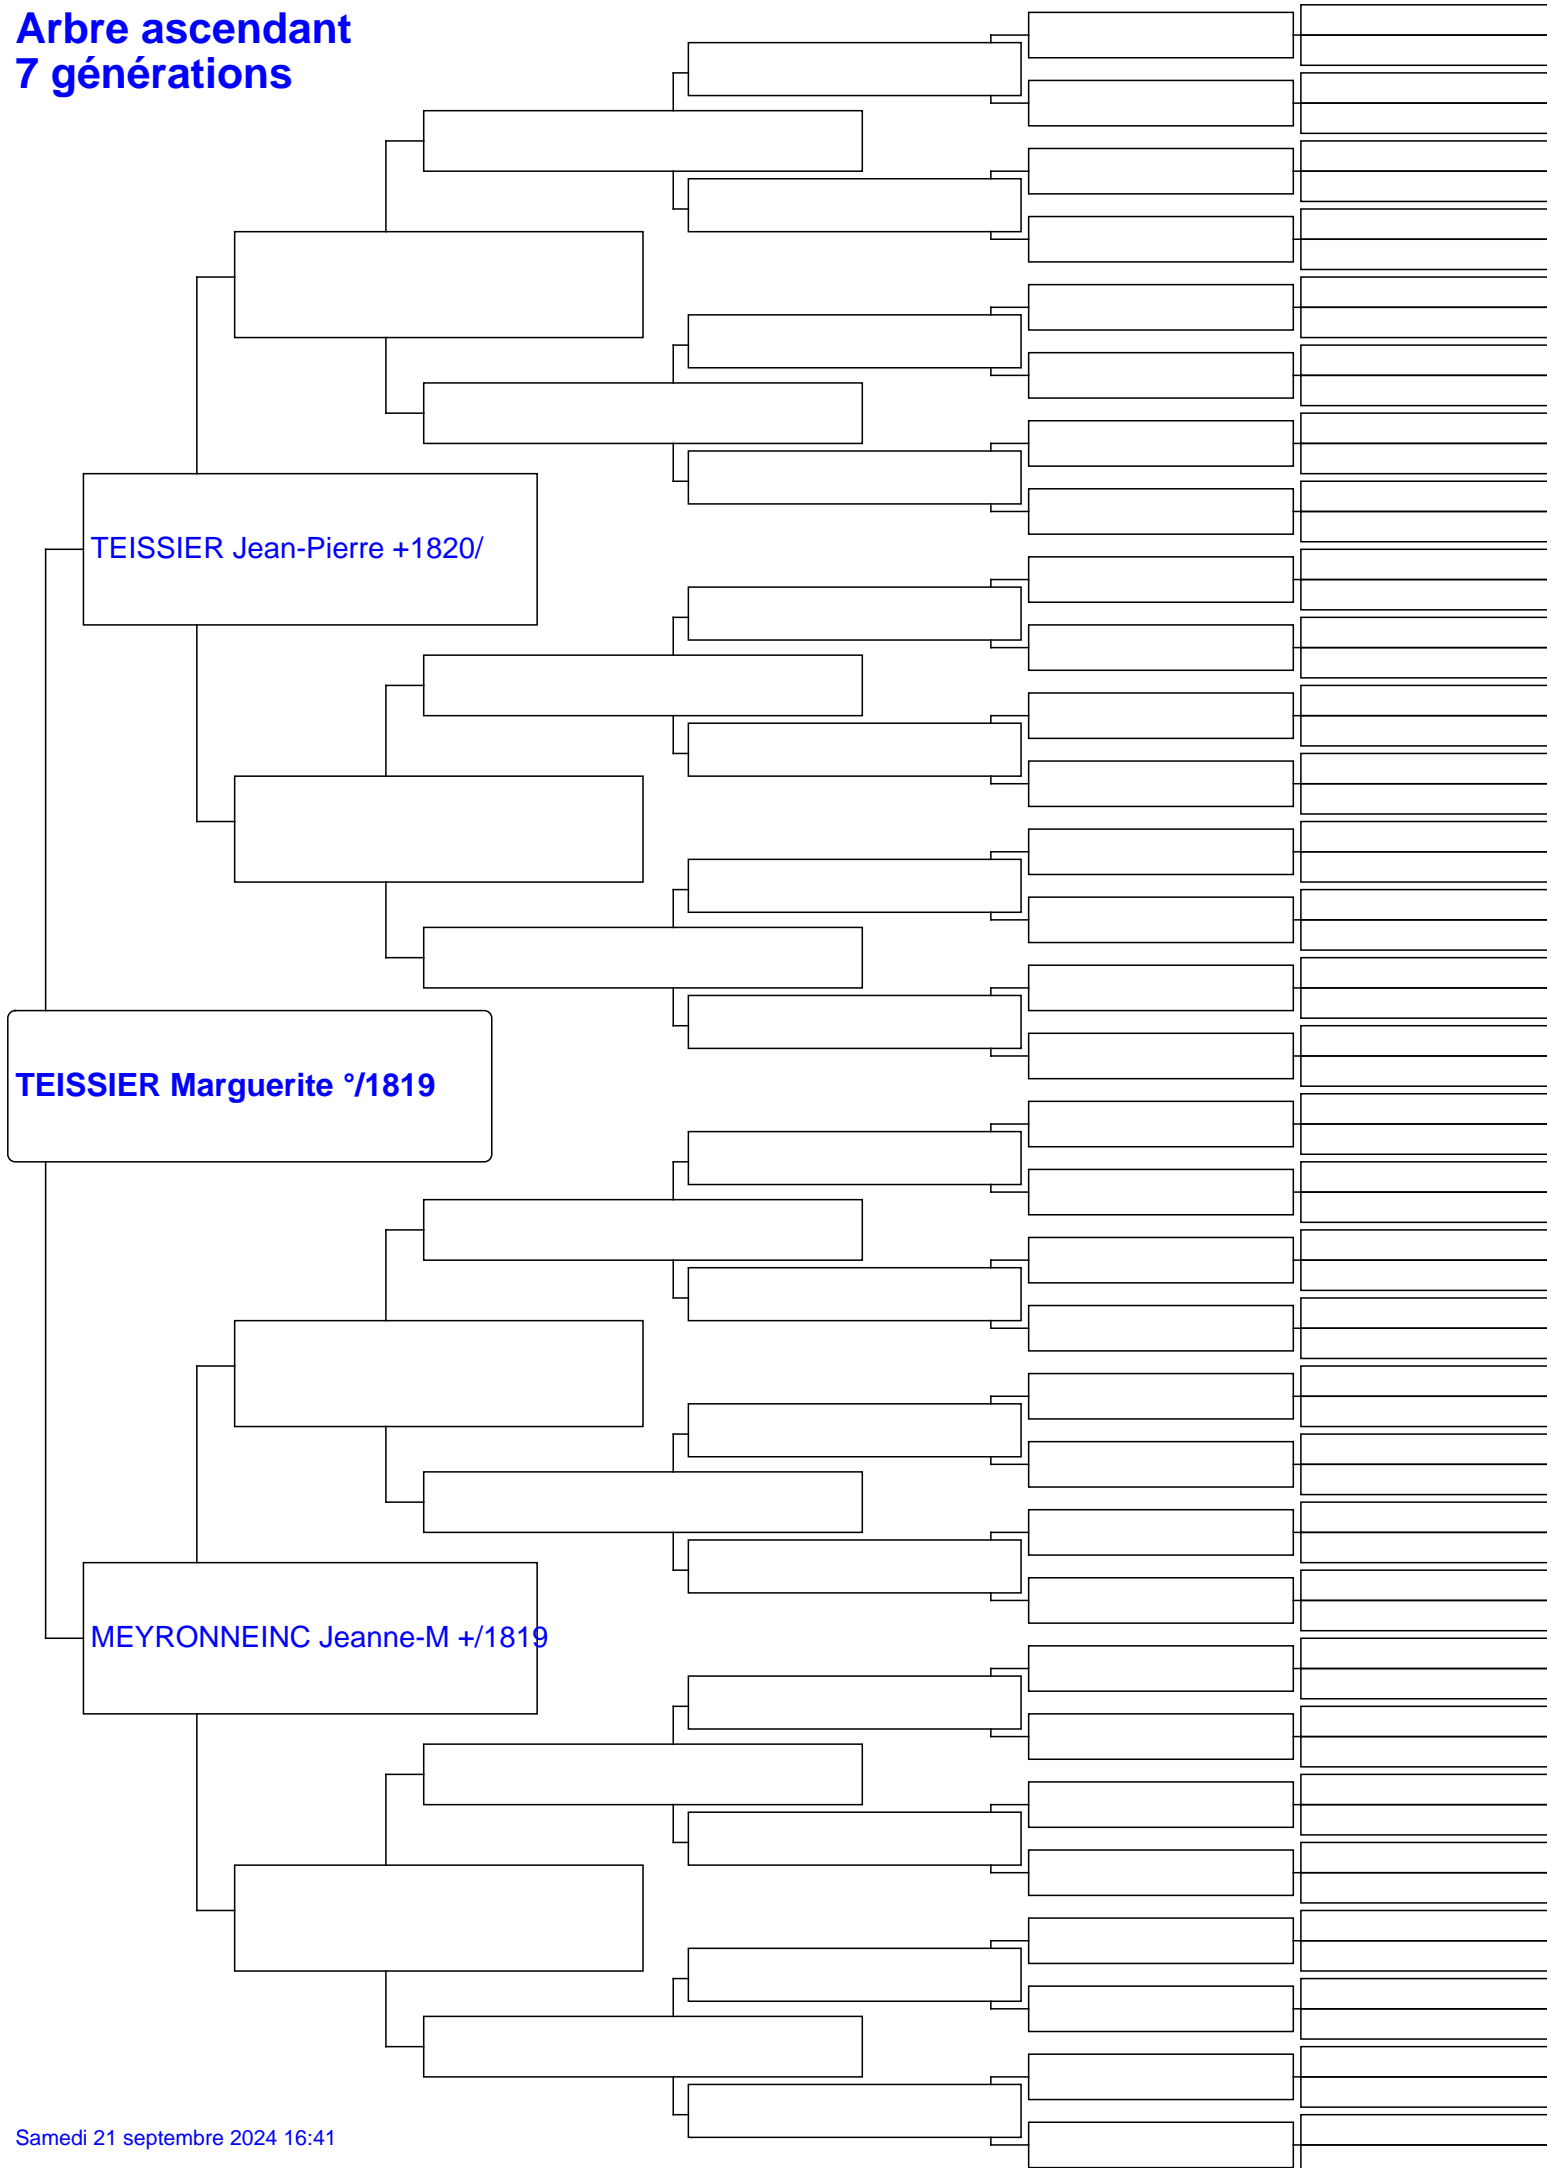 Arbre ascendant
7 générations
TEISSIER Jean-Pierre +1820/
TEISSIER Marguerite °/1819
MEYRONNEINC Jeanne-M +/1819
Samedi 21 septembre 2024 16:41